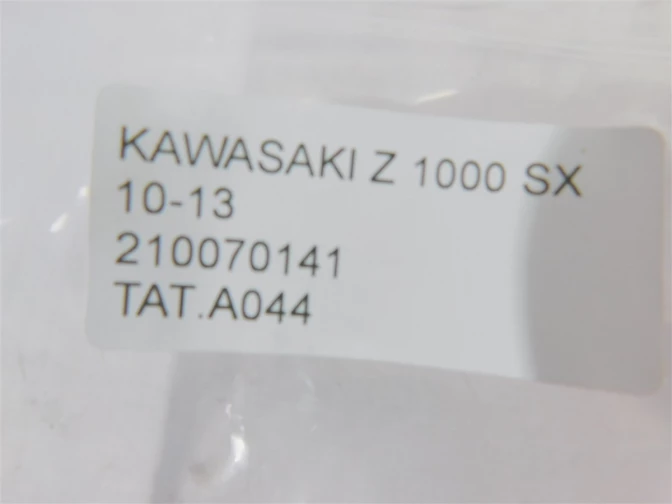 KAWASAKI Z 1000 SX
10-13
210070141
TAT.A044